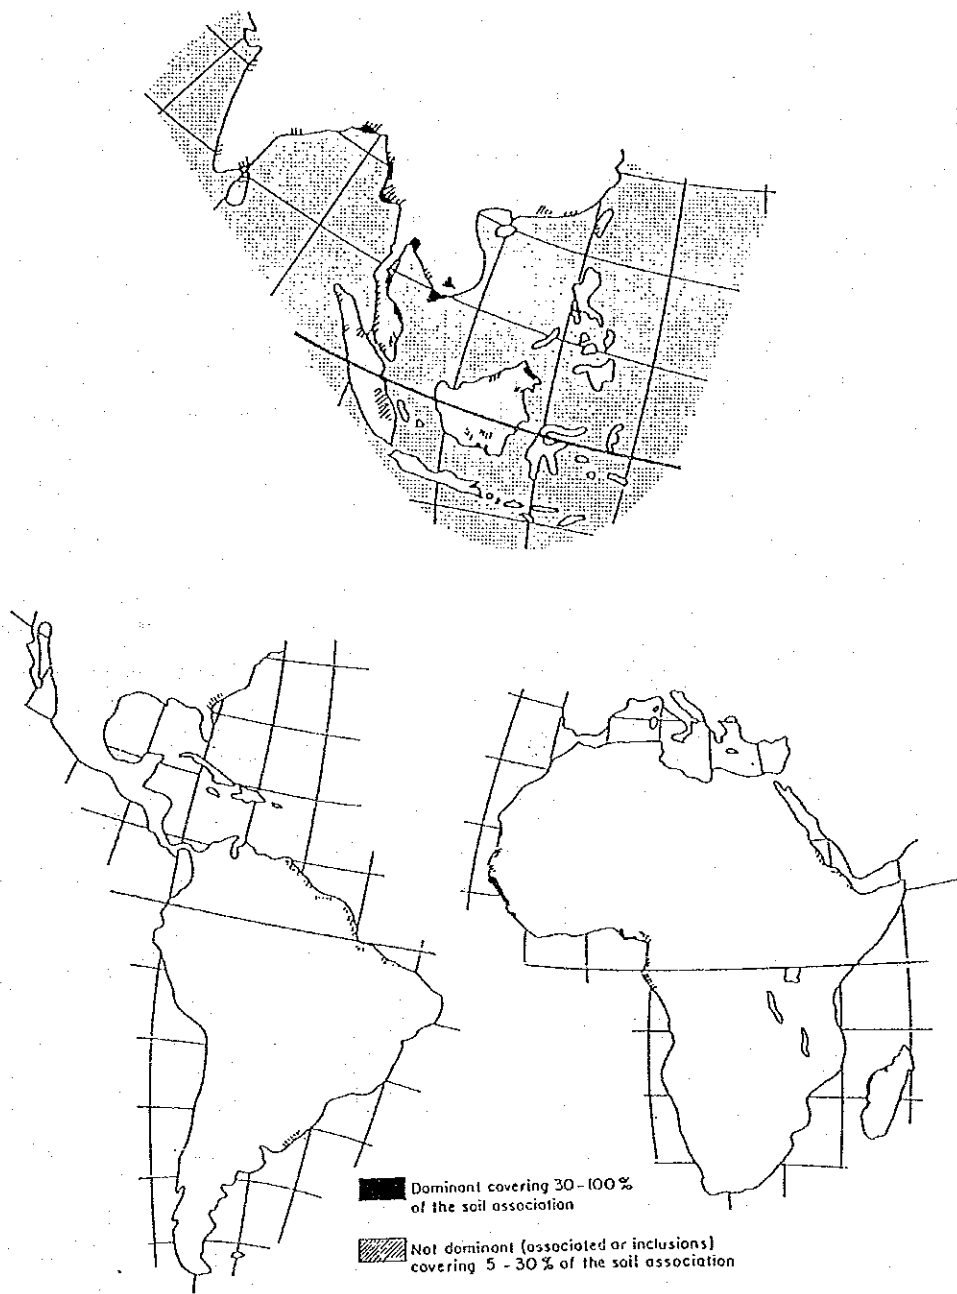 Dominant covering 30-100%
of the soil association
Not dominant (associated or inclusions)
covering 5 - 30% of the soil association